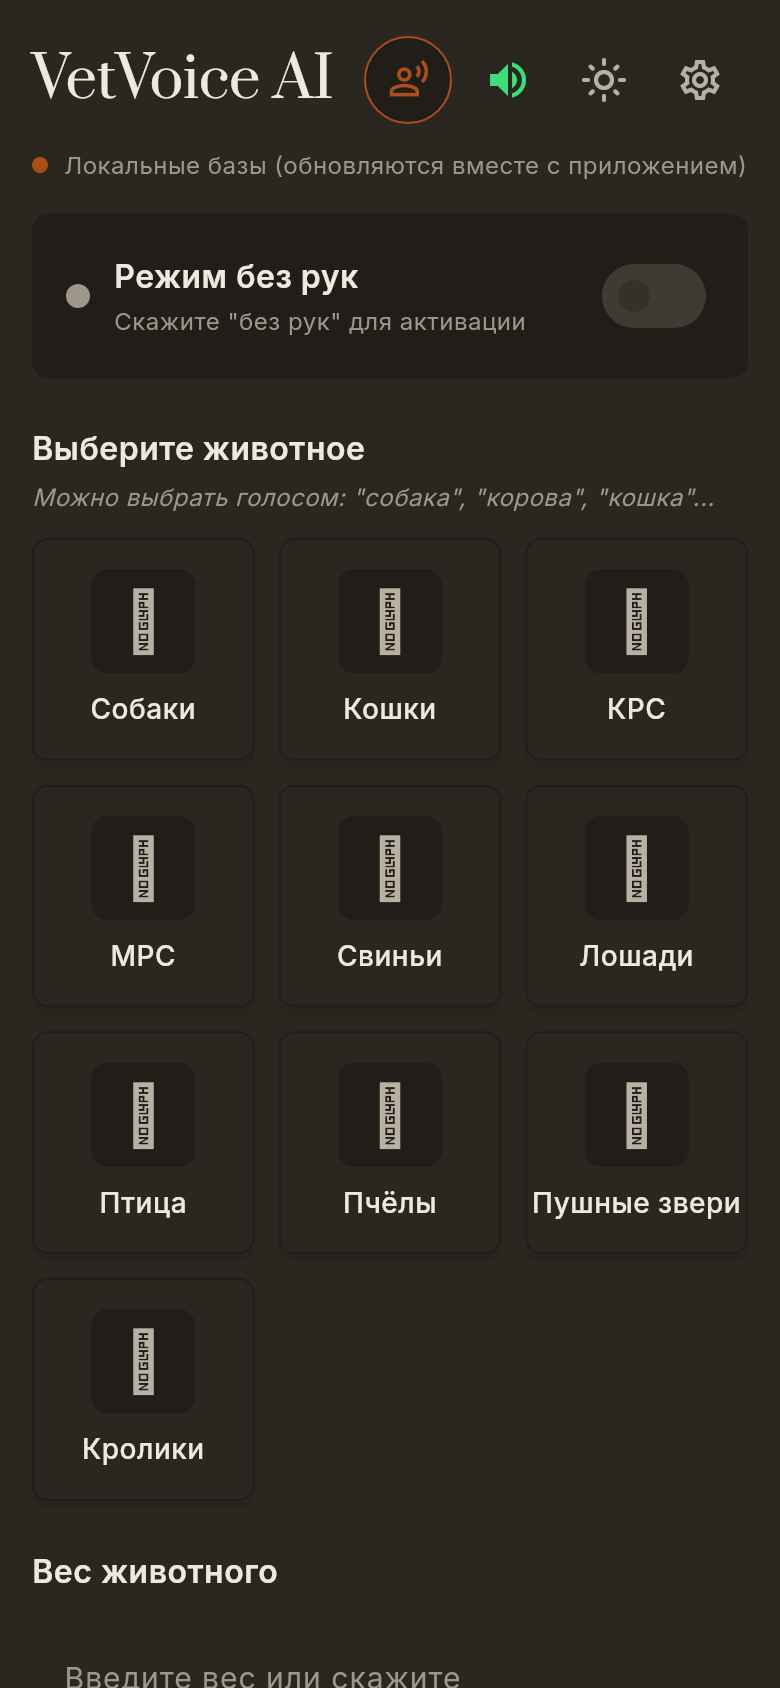 VetVoice AI
Локальные базы (обновляются вместе с приложением)
Режим без рук
Скажите "без рук" для активации
Выберите животное
Можно выбрать голосом: "собака", "корова", "кошка"...
NO GLYPH NO GLYPH NO GLYPH
Собаки Кошки КРС
NO GLYPH NO GLYPH NO GLYPH
МРС Свиньи Лошади
NO GLYPH NO GLYPH NO GLYPH
Птица Пчёлы Пушные звери
NO GLYPH
Кролики
Вес животного
Введите вес или скажите